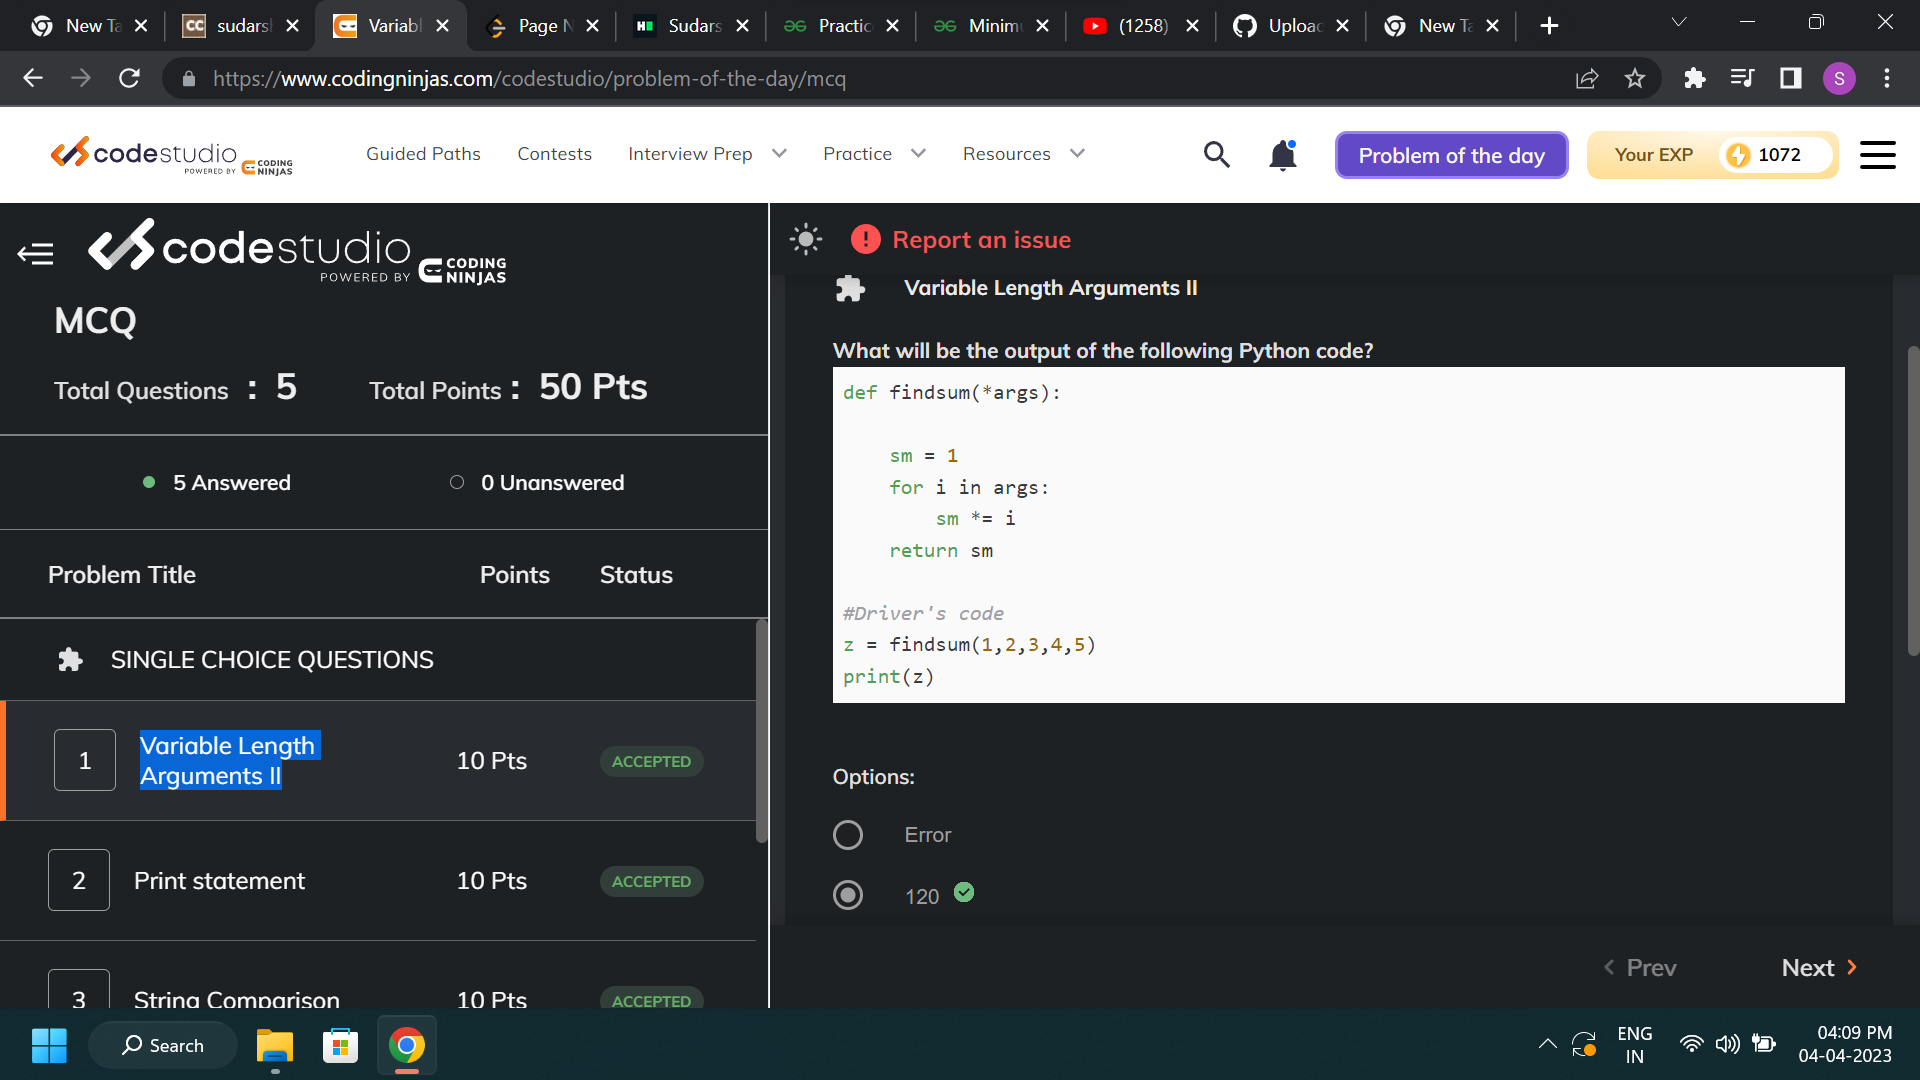 New Ta
sudars
Variabl
Page N
Sudars
Practic
Minim
(1258)
Upload
New Ta
https://www.codingninjas.com/codestudio/problem-of-the-day/mcq
S
codestudio
POWERED BY CODING NINJAS
Guided Paths
Contests
Interview Prep
Practice
Resources
Problem of the day
Your EXP
1072
codestudio
POWERED BY CODING NINJAS
MCQ
Total Questions : 5
Total Points : 50 Pts
5 Answered
0 Unanswered
Problem Title
Points
Status
SINGLE CHOICE QUESTIONS
1
Variable Length
Arguments II
10 Pts
ACCEPTED
2
Print statement
10 Pts
ACCEPTED
3
String Comparison
10 Pts
ACCEPTED
Report an issue
Variable Length Arguments II
What will be the output of the following Python code?
def findsum(*args):
sm = 1
for i in args:
sm *= i
return sm
#Driver's code
z = findsum(1,2,3,4,5)
print(z)
Options:
Error
120
Prev
Next
Search
ENG
IN
04:09 PM
04-04-2023